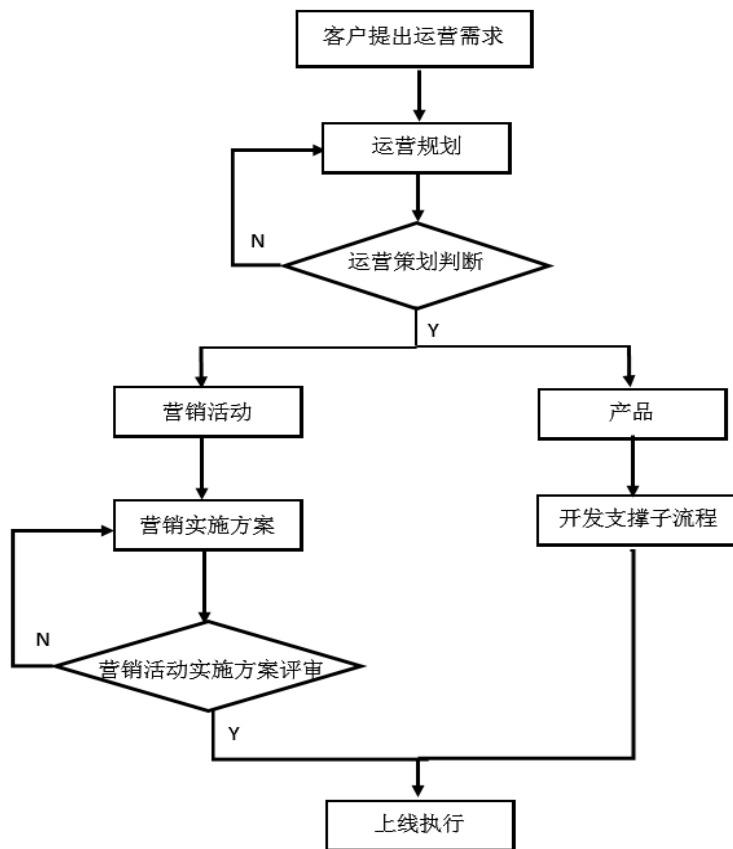 客户提出运营需求
运营规划
N
运营策划判断
Y
营销活动
产品
营销实施方案
开发支撑子流程
N
营销活动实施方案评审
Y
上线执行